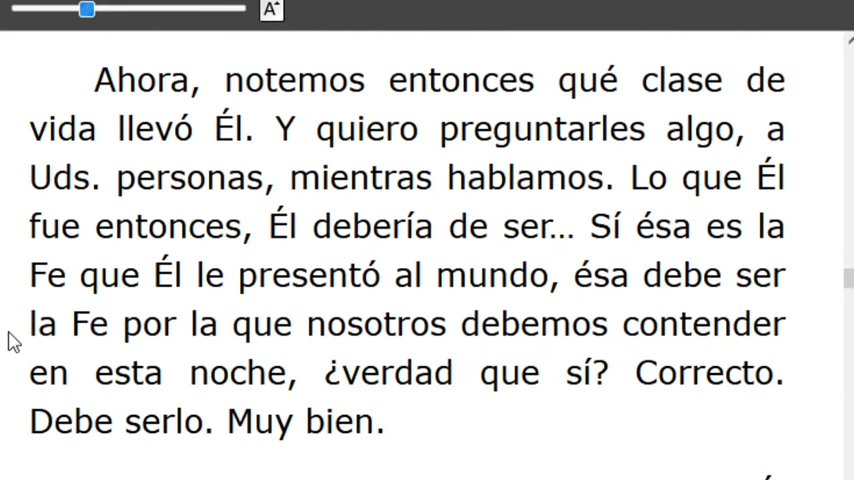 A
Ahora, notemos entonces qué clase de
vida llevó Él. Y quiero preguntarles algo, a
Uds. personas, mientras hablamos. Lo que Él
fue entonces, Él debería de ser... Sí ésa es la
Fe que Él le presentó al mundo, ésa debe ser
la Fe por la que nosotros debemos contender
en esta noche, ¿verdad que sí? Correcto.
Debe serlo. Muy bien.